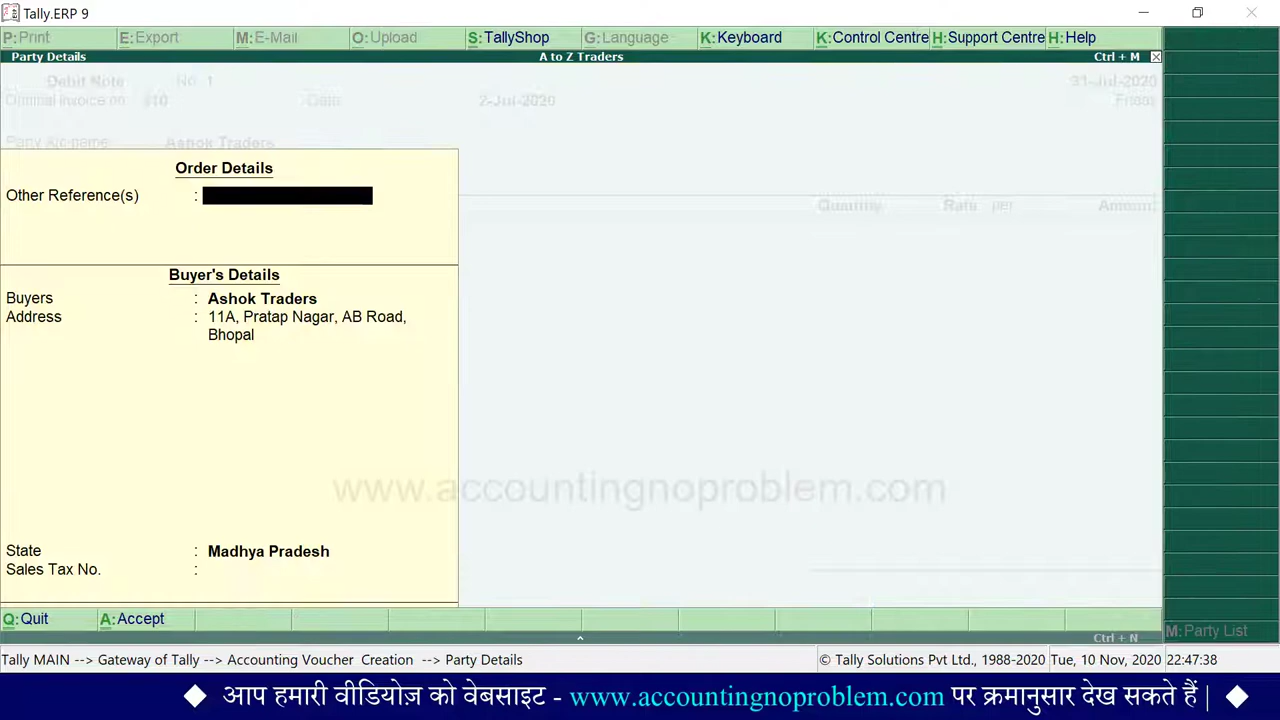 Tally.ERP 9
P:Print E:Export M:E-Mail O:Upload S:TallyShop G:Language K:Keyboard K:Control Centre H:Support Centre H:Help
Party Details A to Z Traders Ctrl + M
Debit Note No. 1 31-Jul-2020
Original Invoice no. 310 Date 2-Jul-2020 Friday
Party A/c name Ashok Traders
Order Details
Other Reference(s) :
Quantity Rate per Amount
Buyer's Details
Buyers : Ashok Traders
Address : 11A, Pratap Nagar, AB Road,
Bhopal
www.accountingnoproblem.com
State : Madhya Pradesh
Sales Tax No. :
Q:Quit A:Accept
M:Party List
Ctrl + N
Tally MAIN --> Gateway of Tally --> Accounting Voucher Creation --> Party Details © Tally Solutions Pvt Ltd., 1988-2020 Tue, 10 Nov, 2020 22:47:38
आप हमारी वीडियोज़ को वेबसाइट - www.accountingnoproblem.com पर क्रमानुसार देख सकते हैं |